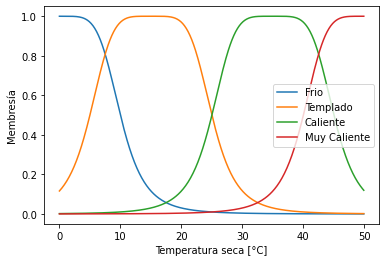 1.0
0.8
0.6
0.4
0.2
0.0
Membresía
Frio
Templado
Caliente
Muy Caliente
0 10 20 30 40 50
Temperatura seca [°C]